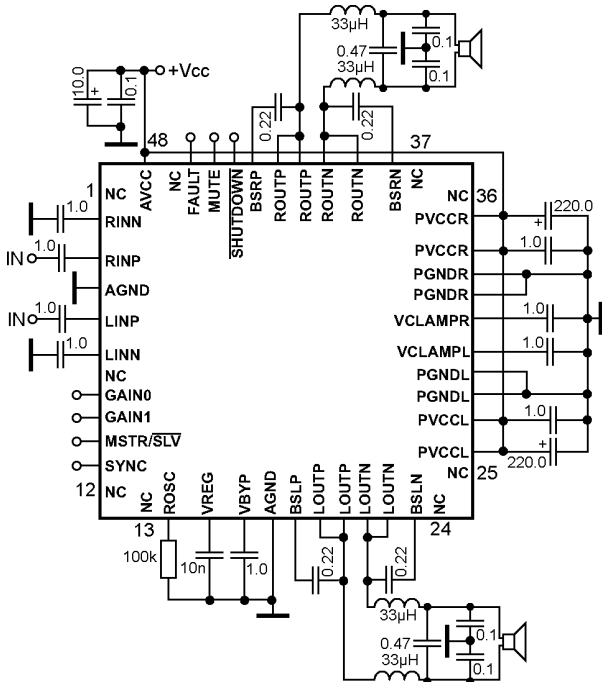 33µH
0.1
0.47
33µH
0.1
10.0
+
0.1
+Vcc
0.22
0.22
48
37
AVCC
NC
FAULT
MUTE
SHUTDOWN
BSRP
ROUTP
ROUTP
ROUTN
ROUTN
BSRN
NC
1
NC
NC
36
1.0
RINN
PVCCR
+
220.0
IN
1.0
RINP
PVCCR
1.0
AGND
PGNDR
PGNDR
IN
1.0
LINP
VCLAMPR
1.0
1.0
LINN
VCLAMPL
1.0
NC
PGNDL
GAIN0
PGNDL
GAIN1
PVCCL
1.0
MSTR/SLV
PVCCL
+
220.0
SYNC
NC
25
12
NC
NC
ROSC
VREG
VBYP
AGND
BSLP
LOUTP
LOUTP
LOUTN
LOUTN
BSLN
NC
13
24
100k
10n
1.0
0.22
0.22
33µH
0.1
0.47
33µH
0.1